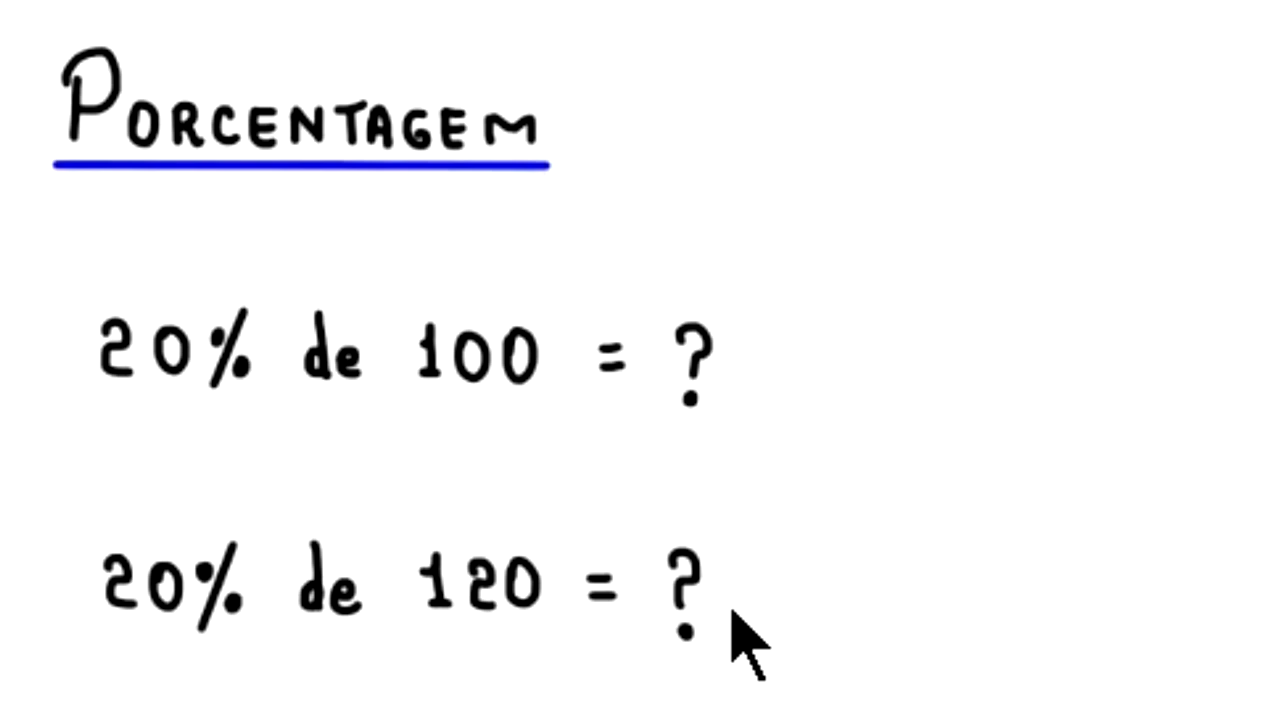 PORCENTAGEM
20% de 100 = ?
20% de 120 = ?